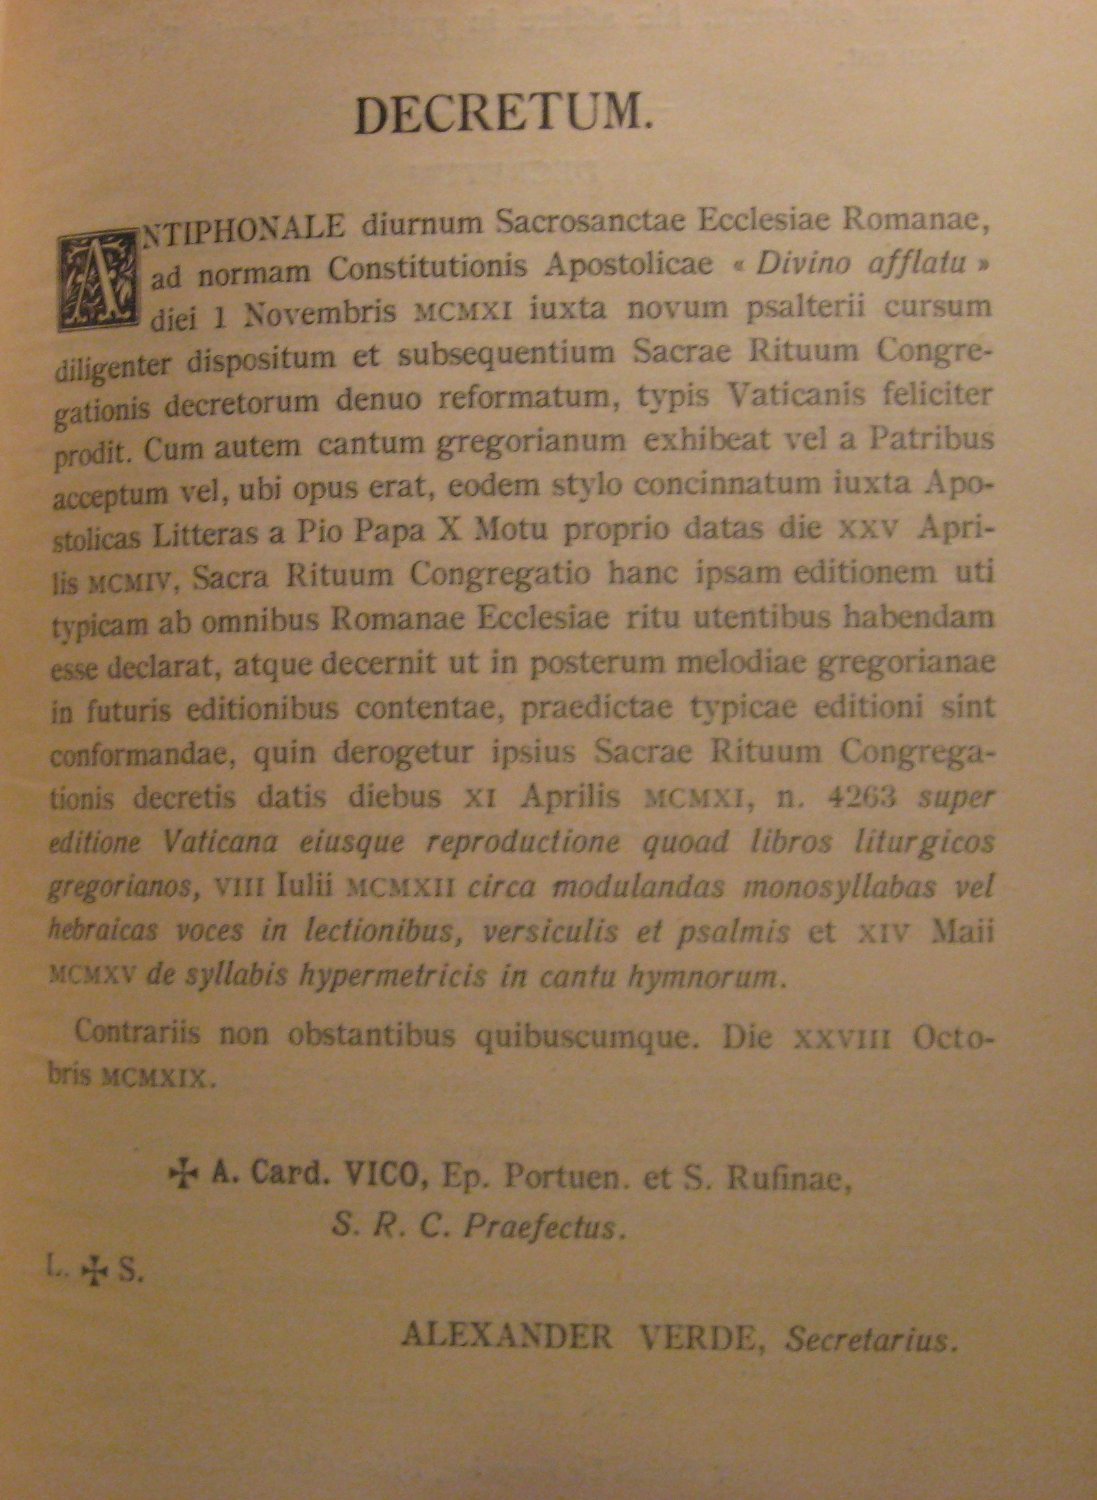 DECRETUM.
ANTIPHONALE diurnum Sacrosanctae Ecclesiae Romanae,
ad normam Constitutionis Apostolicae « Divino afflatu »
diei 1 Novembris MCMXI iuxta novum psalterii cursum
diligenter dispositum et subsequentium Sacrae Rituum Congre-
gationis decretorum denuo reformatum, typis Vaticanis feliciter
prodit. Cum autem cantum gregorianum exhibeat vel a Patribus
acceptum vel, ubi opus erat, eodem stylo concinnatum iuxta Apo-
stolicas Litteras a Pio Papa X Motu proprio datas die XXV Apri-
lis MCMIV, Sacra Rituum Congregatio hanc ipsam editionem uti
typicam ab omnibus Romanae Ecclesiae ritu utentibus habendam
esse declarat, atque decernit ut in posterum melodiae gregorianae
in futuris editionibus contentae, praedictae typicae editioni sint
conformandae, quin derogetur ipsius Sacrae Rituum Congrega-
tionis decretis datis diebus XI Aprilis MCMXI, n. 4263 super
editione Vaticana eiusque reproductione quoad libros liturgicos
gregorianos, VIII Iulii MCMXII circa modulandas monosyllabas vel
hebraicas voces in lectionibus, versiculis et psalmis et XIV Maii
MCMXV de syllabis hypermetricis in cantu hymnorum.
Contrariis non obstantibus quibuscumque. Die XXVIII Octo-
bris MCMXIX.
✠ A. Card. VICO, Ep. Portuen. et S. Rufinae,
S. R. C. Praefectus.
L. ✠ S.
ALEXANDER VERDE, Secretarius.